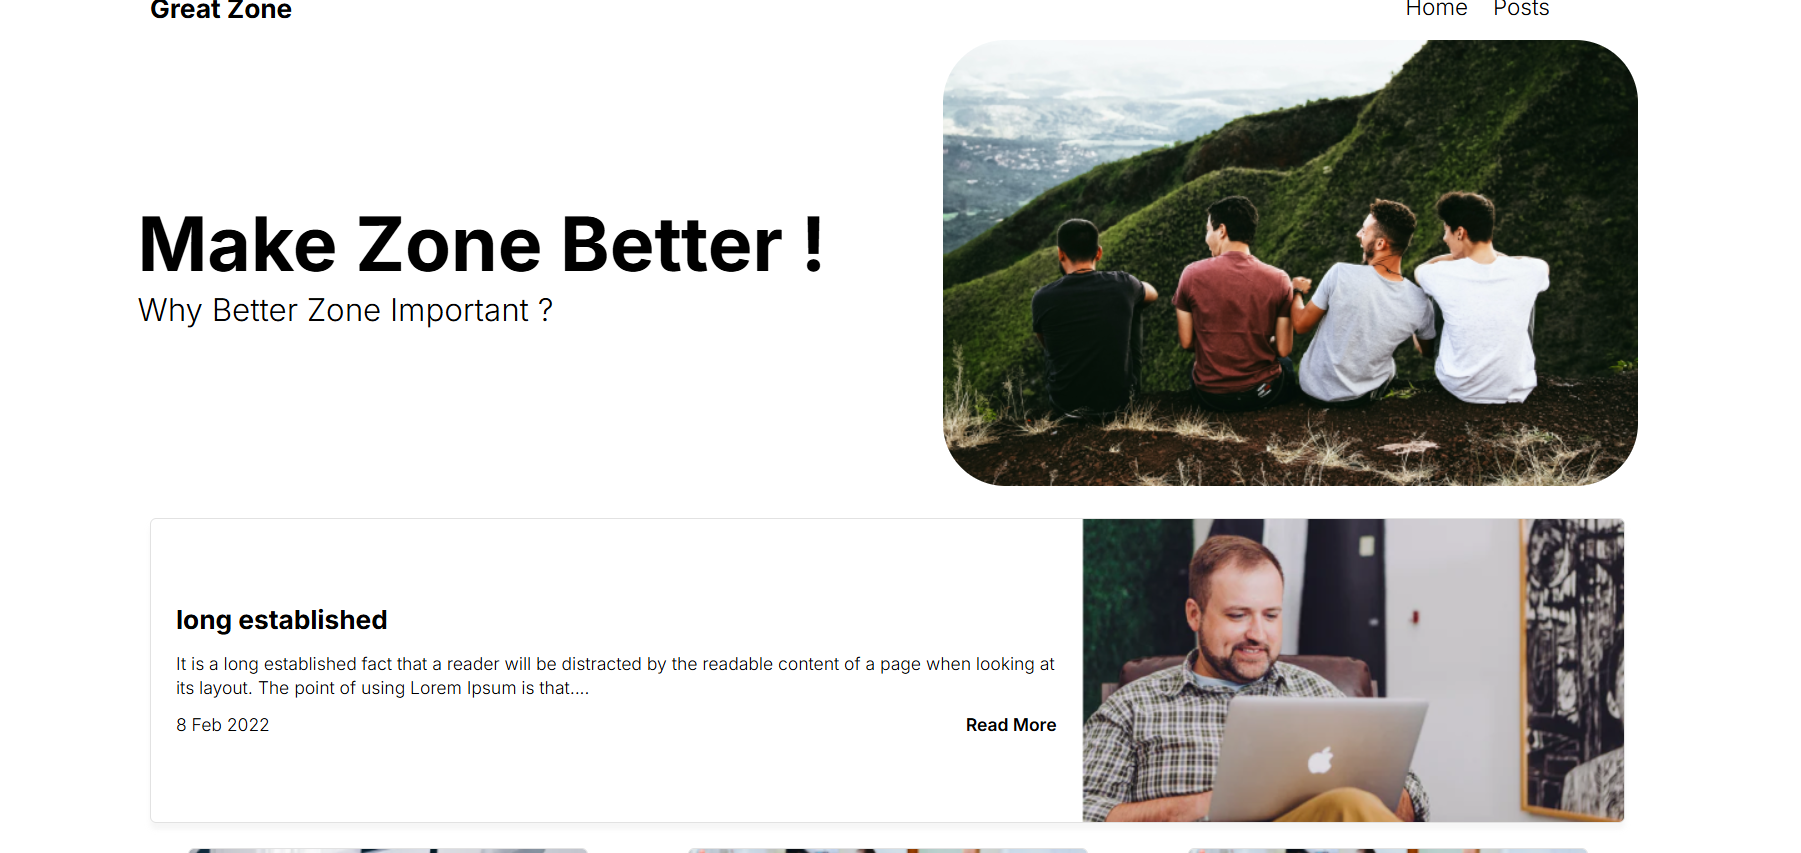 Great Zone
Home Posts
Make Zone Better !
Why Better Zone Important ?
long established
It is a long established fact that a reader will be distracted by the readable content of a page when looking at
its layout. The point of using Lorem Ipsum is that....
8 Feb 2022
Read More